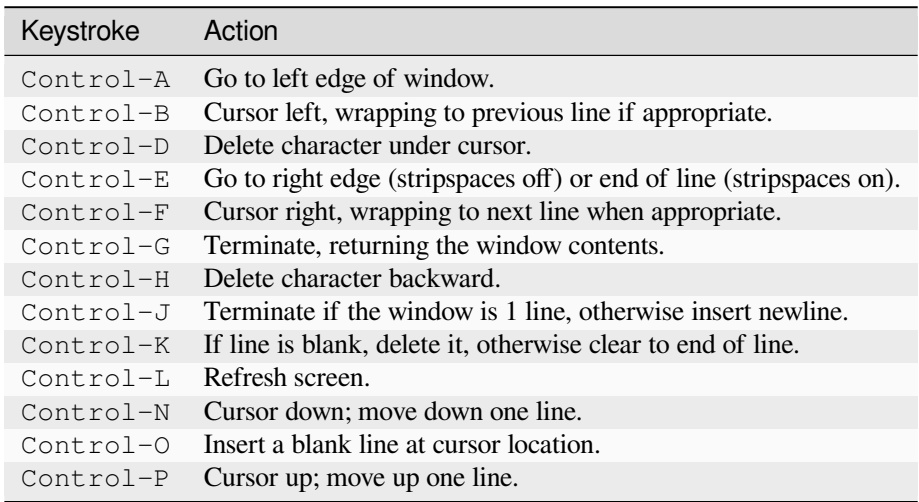 Keystroke Action
Control-A Go to left edge of window.
Control-B Cursor left, wrapping to previous line if appropriate.
Control-D Delete character under cursor.
Control-E Go to right edge (stripspaces off) or end of line (stripspaces on).
Control-F Cursor right, wrapping to next line when appropriate.
Control-G Terminate, returning the window contents.
Control-H Delete character backward.
Control-J Terminate if the window is 1 line, otherwise insert newline.
Control-K If line is blank, delete it, otherwise clear to end of line.
Control-L Refresh screen.
Control-N Cursor down; move down one line.
Control-O Insert a blank line at cursor location.
Control-P Cursor up; move up one line.